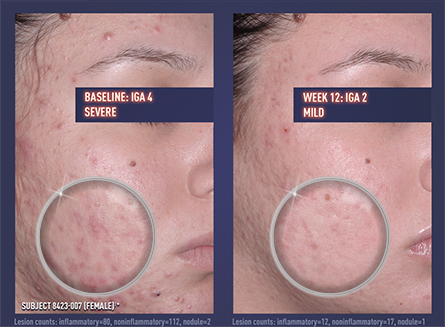 BASELINE: IGA 4
SEVERE
WEEK 12: IGA 2
MILD
SUBJECT 8423-007 (FEMALE)*
Lesion counts: inflammatory=80, noninflammatory=112, nodule=2
Lesion counts: inflammatory=12, noninflammatory=17, nodule=1